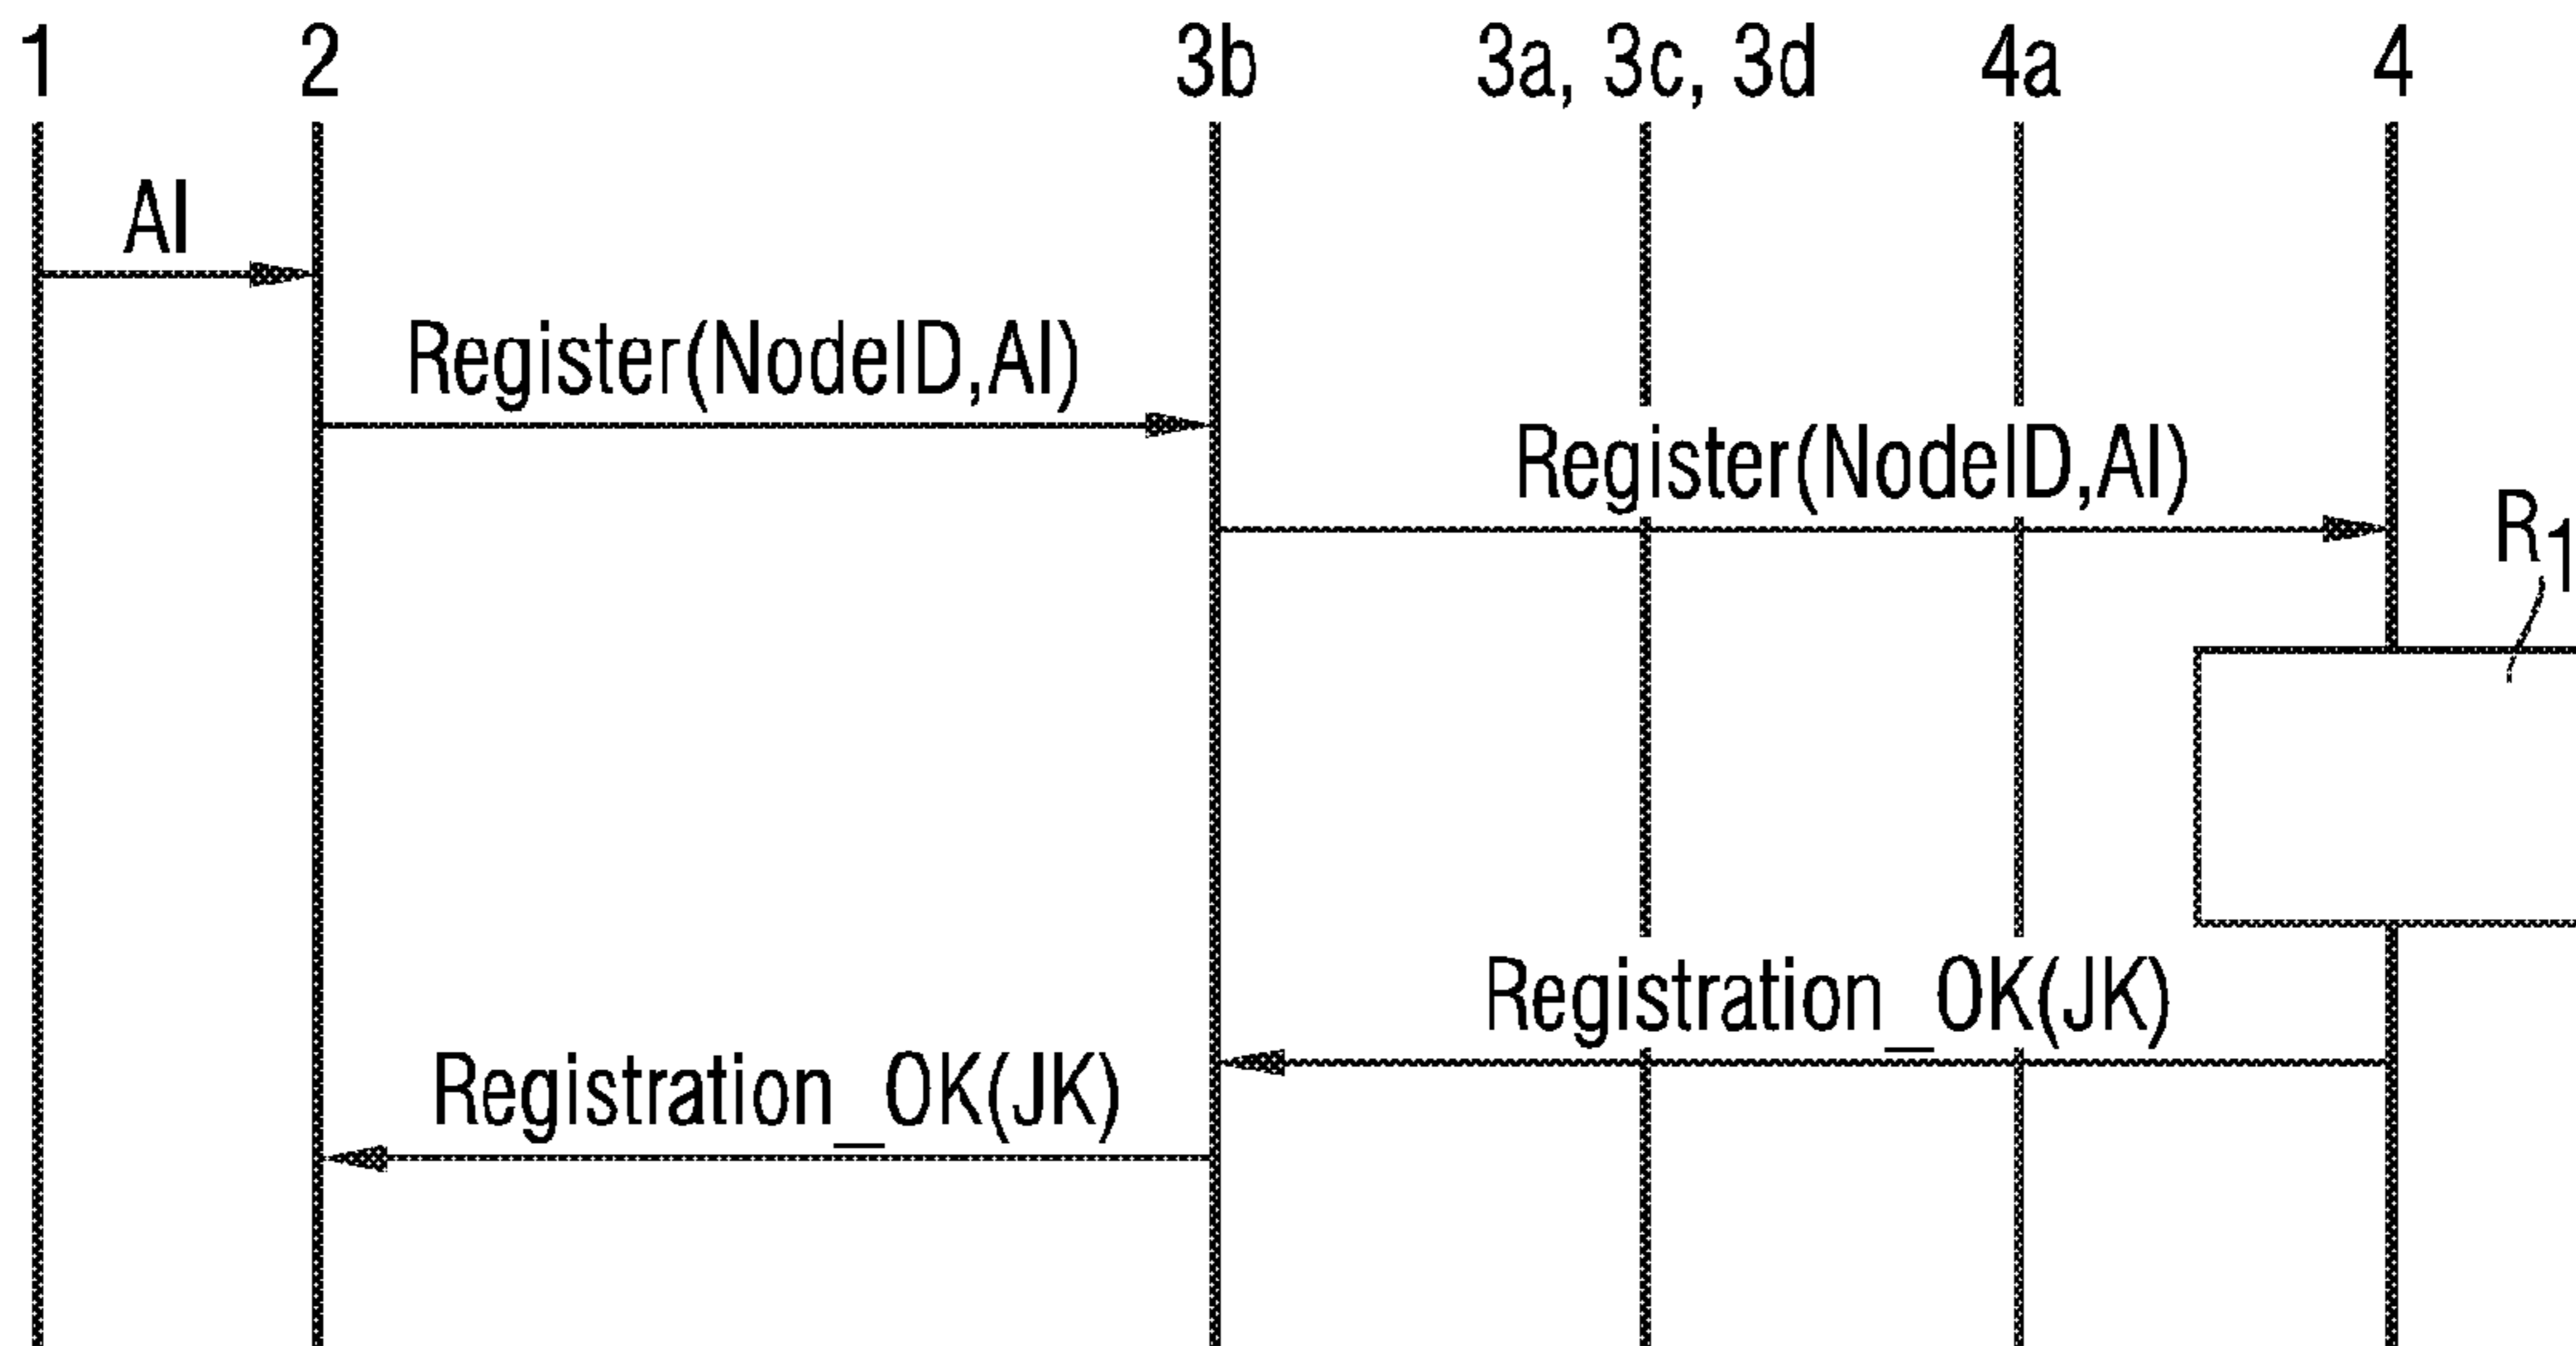 1 2 3b 3a, 3c, 3d 4a 4
AI
Register(NodeID,AI)
Register(NodeID,AI)
R1
Registration_OK(JK)
Registration_OK(JK)